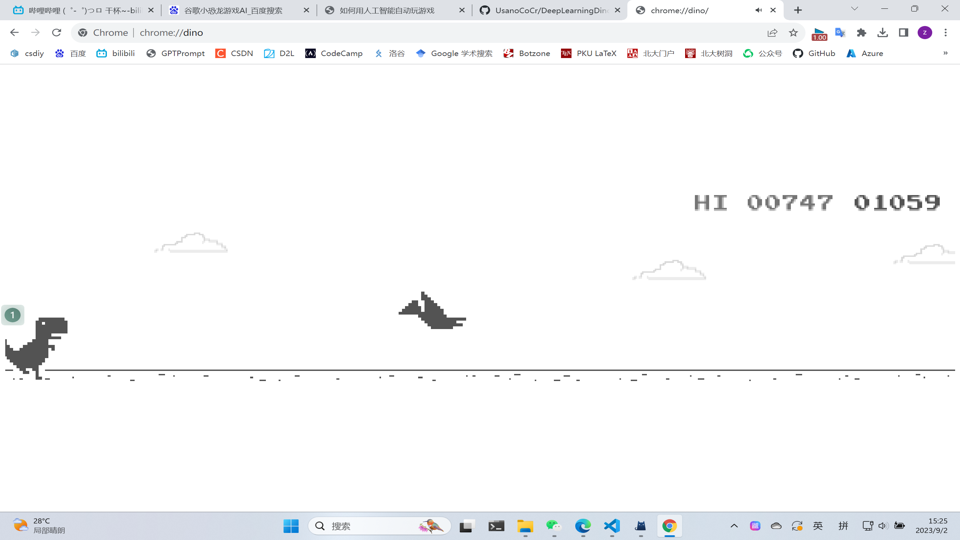 哔哩哔哩 (゜-゜)つロ 干杯~-bili
谷歌小恐龙游戏AI_百度搜索
如何用人工智能自动玩游戏
UsanoCoCr/DeepLearningDin
chrome://dino/
Chrome
chrome://dino
1.00
z
csdiy
百度
bilibili
GPTPrompt
CSDN
D2L
CodeCamp
洛谷
Google 学术搜索
Botzone
PKU LaTeX
北大门户
北大树洞
公众号
GitHub
Azure
»
HI 00747 01059
1
28°C
局部晴朗
搜索
英
拼
15:25
2023/9/2